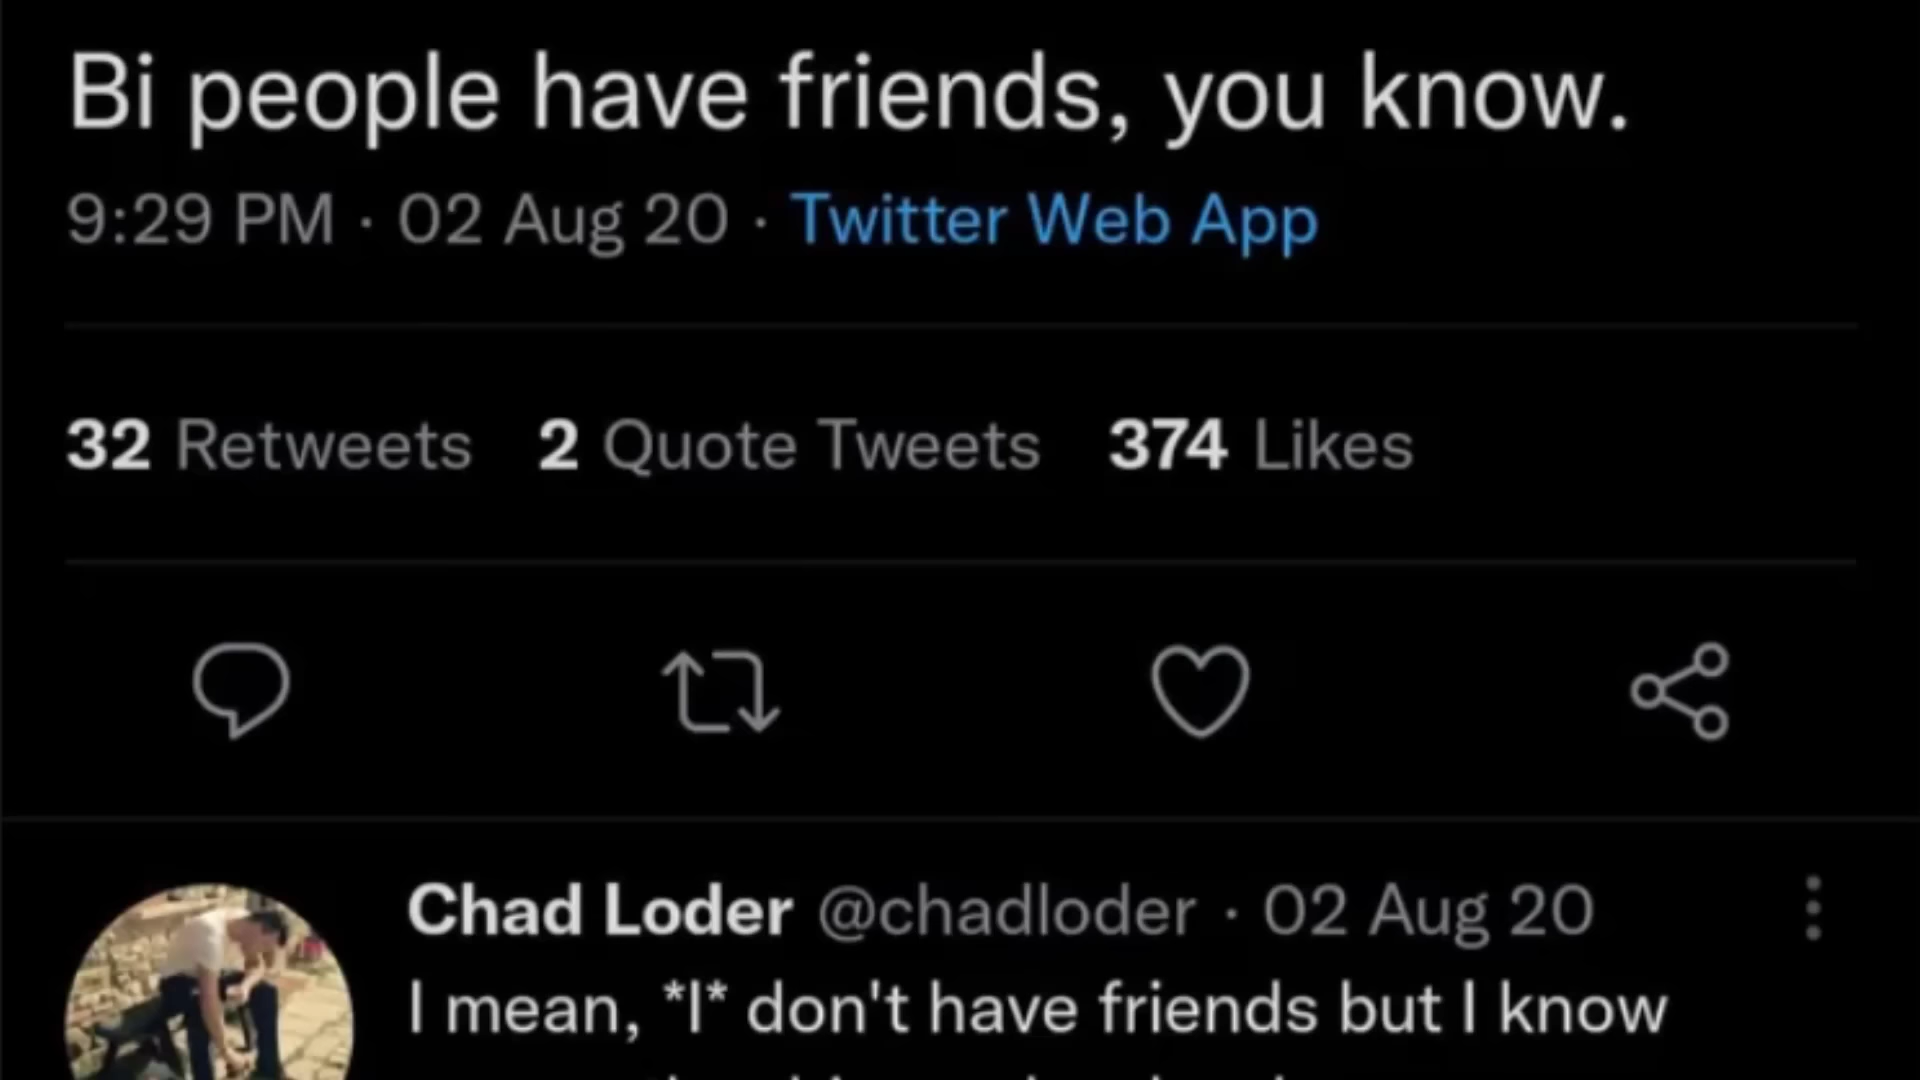 Bi people have friends, you know.
9:29 PM · 02 Aug 20 · Twitter Web App
32 Retweets 2 Quote Tweets 374 Likes
Chad Loder @chadloder · 02 Aug 20
I mean, *I* don't have friends but I know